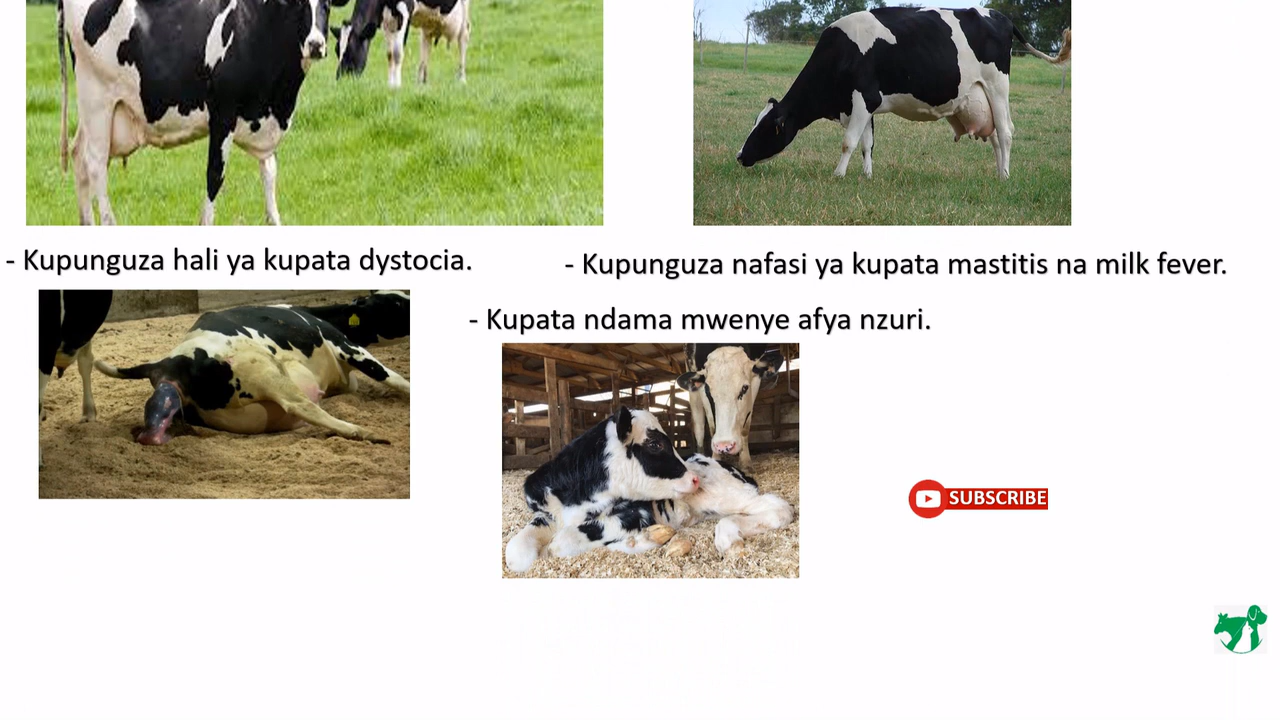 - Kupunguza hali ya kupata dystocia.
- Kupunguza nafasi ya kupata mastitis na milk fever.
- Kupata ndama mwenye afya nzuri.
SUBSCRIBE